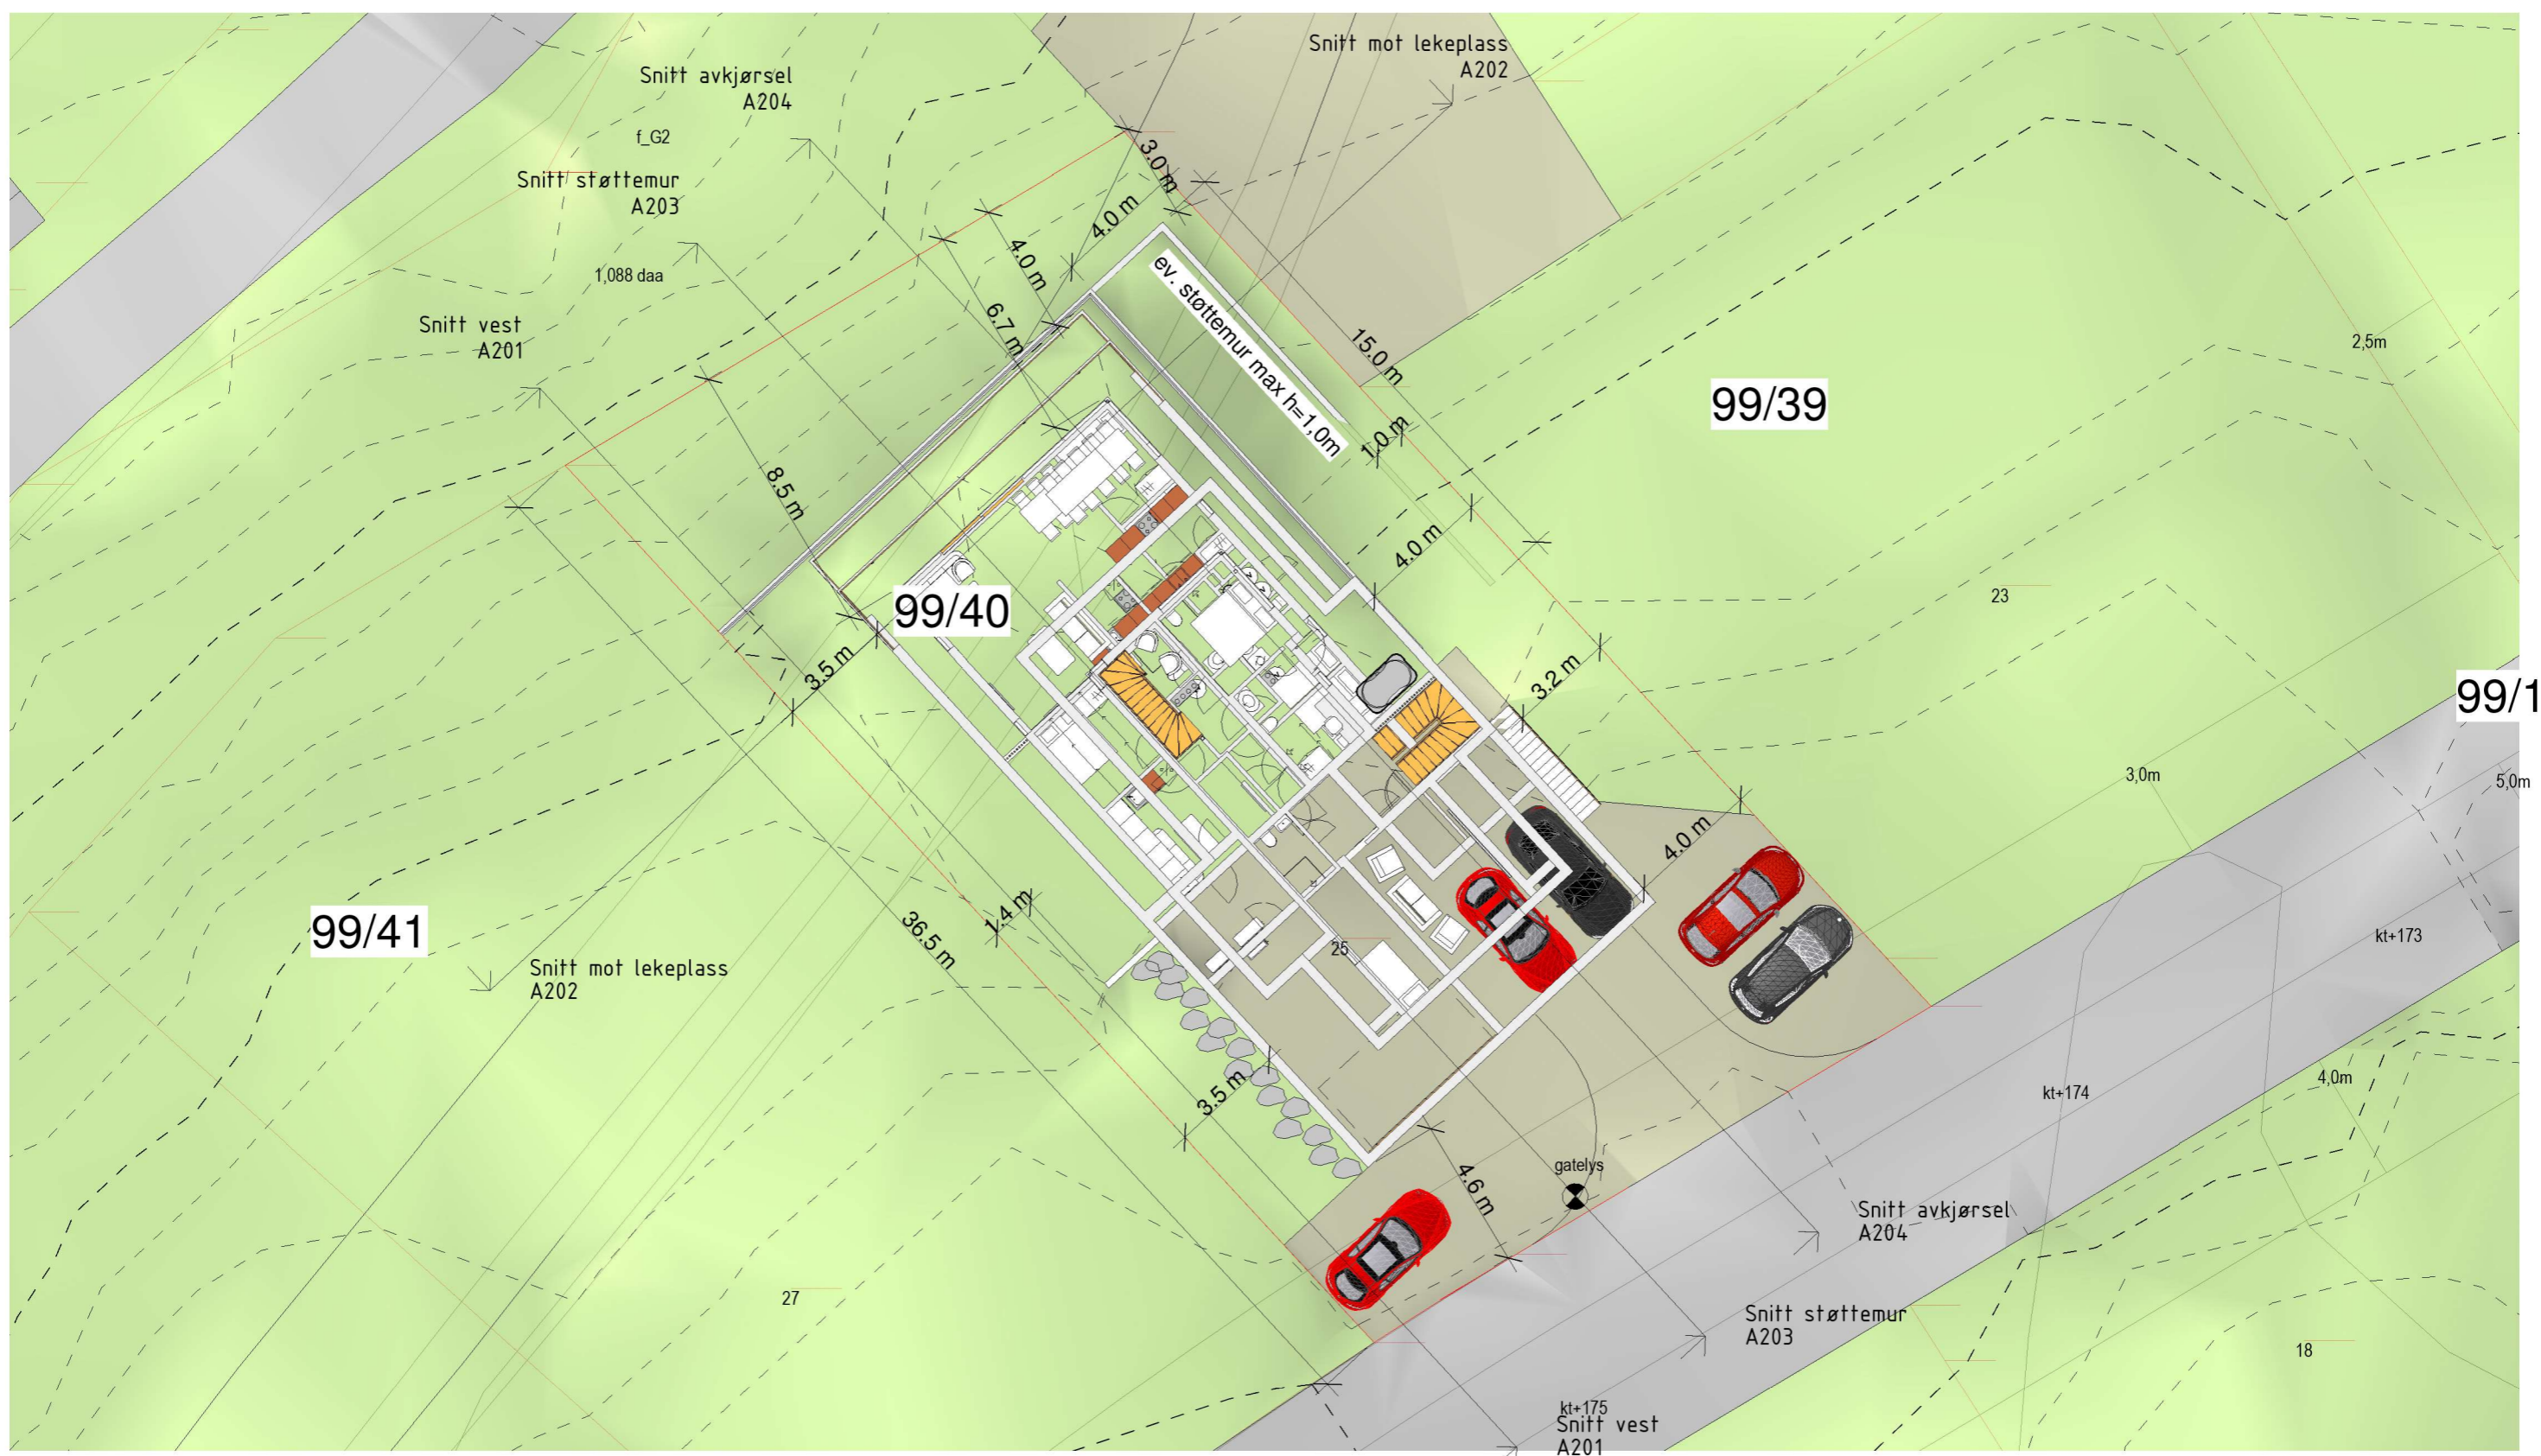 Snitt mot lekeplass
A202
Snitt avkjørsel
A204
f_G2
Snitt støttemur
A203
1,088 daa
Snitt vest
A201
3.0 m
4.0 m
4.0 m
6.7 m
ev. støttemur max h=1,0m
15.0 m
2,5m
99/39
1.0 m
8.5 m
4.0 m
99/40
23
3.5 m
3.2 m
99/1
3,0m
5,0m
4.0 m
99/41
36.5 m
1.4 m
25
kt+173
Snitt mot lekeplass
A202
3.5 m
kt+174
4,0m
gatelys
4.6 m
Snitt avkjørsel
A204
27
Snitt støttemur
A203
18
kt+175
Snitt vest
A201